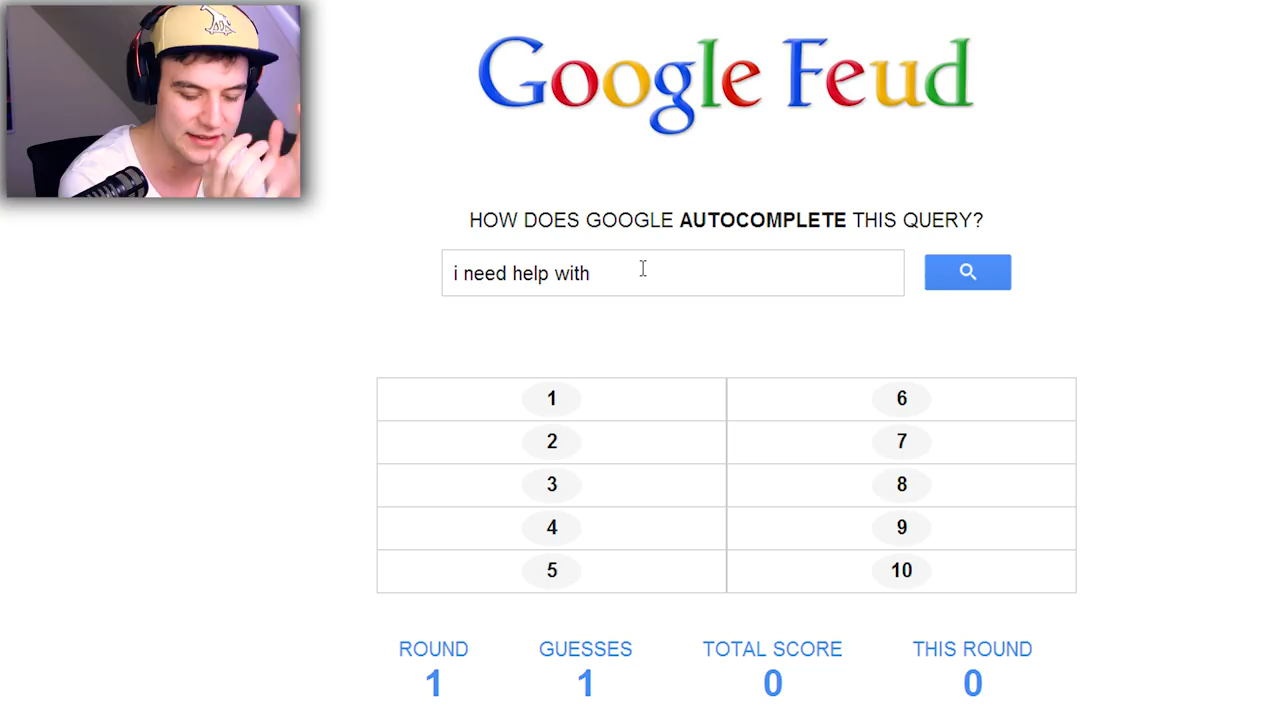 Google Feud
HOW DOES GOOGLE AUTOCOMPLETE THIS QUERY?
i need help with
1 6
2 7
3 8
4 9
5 10
ROUND GUESSES TOTAL SCORE THIS ROUND
1 1 0 0